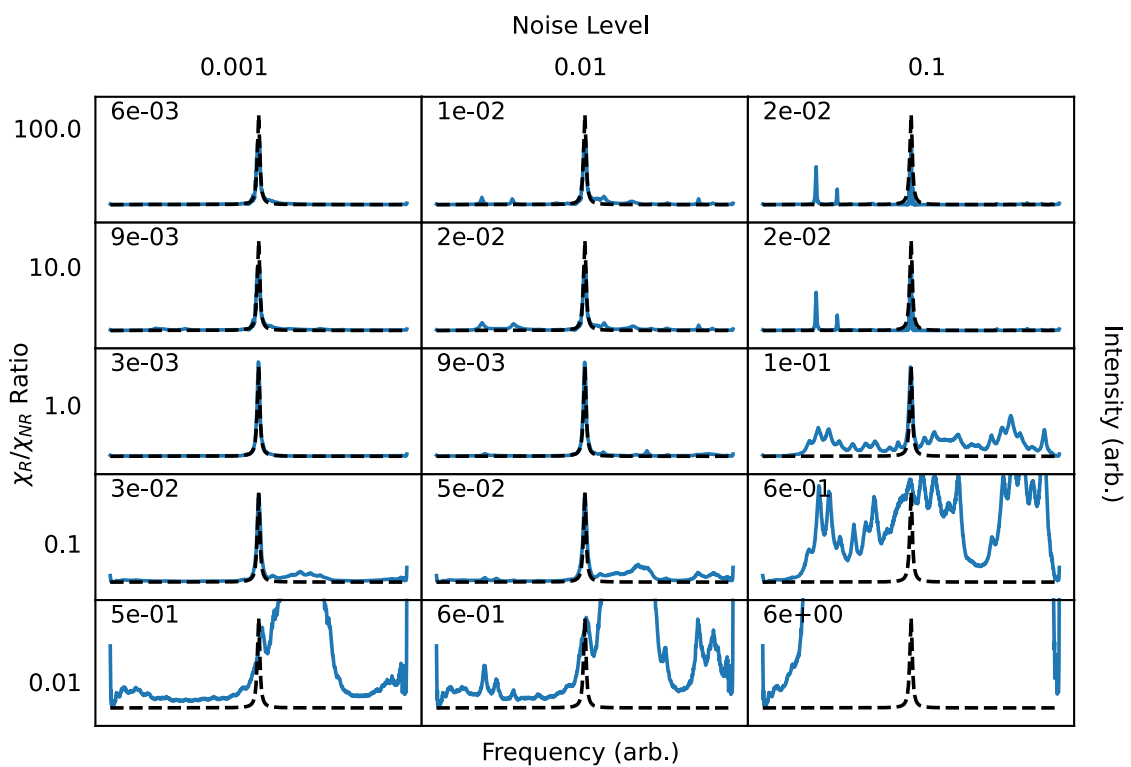 Noise Level
0.001 0.01 0.1
100.0 6e-03 1e-02 2e-02
10.0 9e-03 2e-02 2e-02
1.0 3e-03 9e-03 1e-01
0.1 3e-02 5e-02 6e-01
0.01 5e-01 6e-01 6e+00
χR/χNR Ratio
Intensity (arb.)
Frequency (arb.)